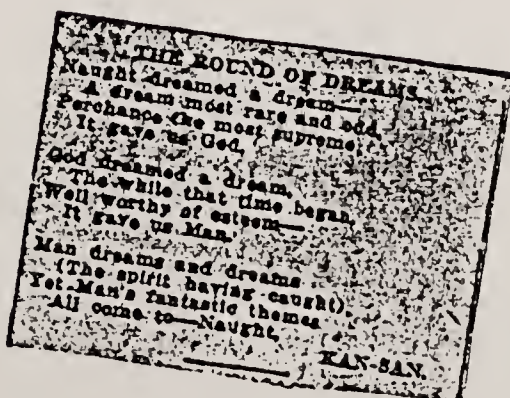 THE ROUND OF DREAMS.
Naught dreamed a dream—
A dream most rare and odd,
Perchance the most supreme:
It gave us God.
God dreamed a dream,
The while that time began,
Well worthy of esteem—
It gave us Man.
Man dreams and dreams
(The spirit having caught),
Yet Man's fantastic themes
All come to—Naught.
KAN-SAN.